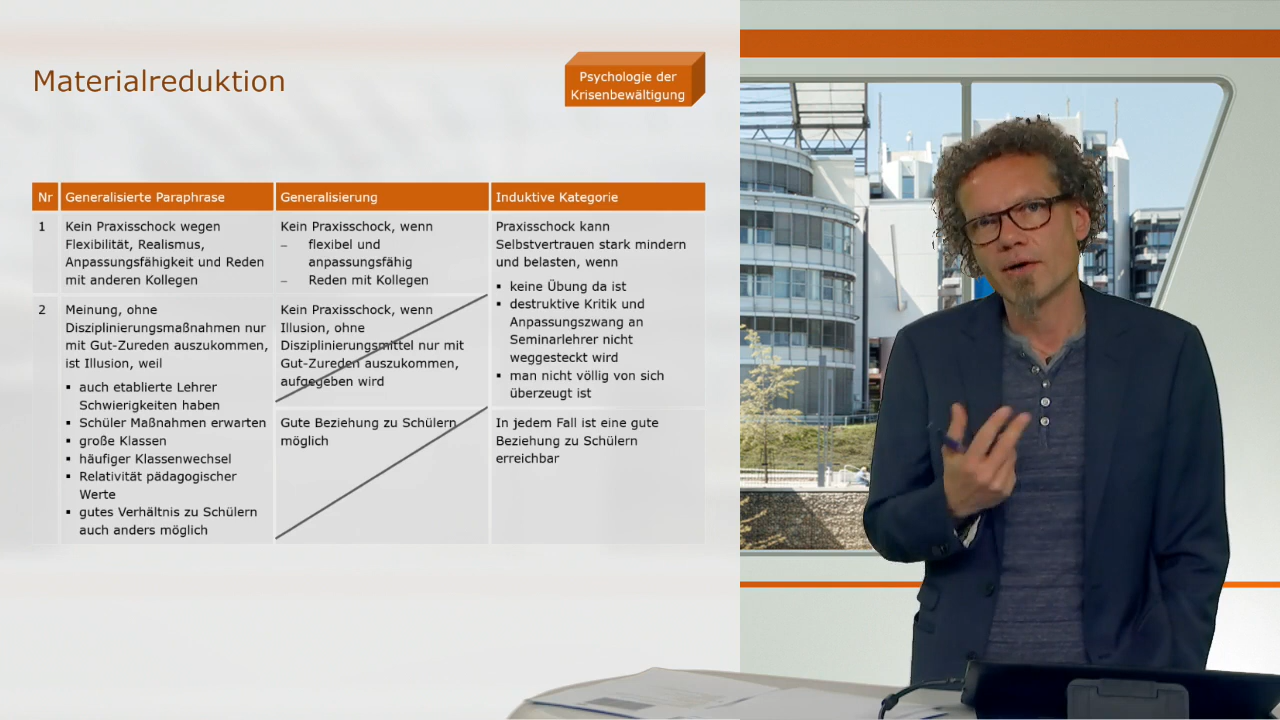 Materialreduktion
Psychologie der
Krisenbewältigung
Nr
Generalisierte Paraphrase
Generalisierung
Induktive Kategorie
1
Kein Praxisschock wegen
Flexibilität, Realismus,
Anpassungsfähigkeit und Reden
mit anderen Kollegen
Kein Praxisschock, wenn
– flexibel und
anpassungsfähig
– Reden mit Kollegen
Praxisschock kann
Selbstvertrauen stark mindern
und belasten, wenn
▪ keine Übung da ist
▪ destruktive Kritik und
Anpassungszwang an
Seminarlehrer nicht
weggesteckt wird
▪ man nicht völlig von sich
überzeugt ist
2
Meinung, ohne
Disziplinierungsmaßnahmen nur
mit Gut-Zureden auszukommen,
ist Illusion, weil
▪ auch etablierte Lehrer
Schwierigkeiten haben
▪ Schüler Maßnahmen erwarten
▪ große Klassen
▪ häufiger Klassenwechsel
▪ Relativität pädagogischer
Werte
▪ gutes Verhältnis zu Schülern
auch anders möglich
Kein Praxisschock, wenn
Illusion, ohne
Disziplinierungsmittel nur mit
Gut-Zureden auszukommen,
aufgegeben wird
Gute Beziehung zu Schülern
möglich
In jedem Fall ist eine gute
Beziehung zu Schülern
erreichbar